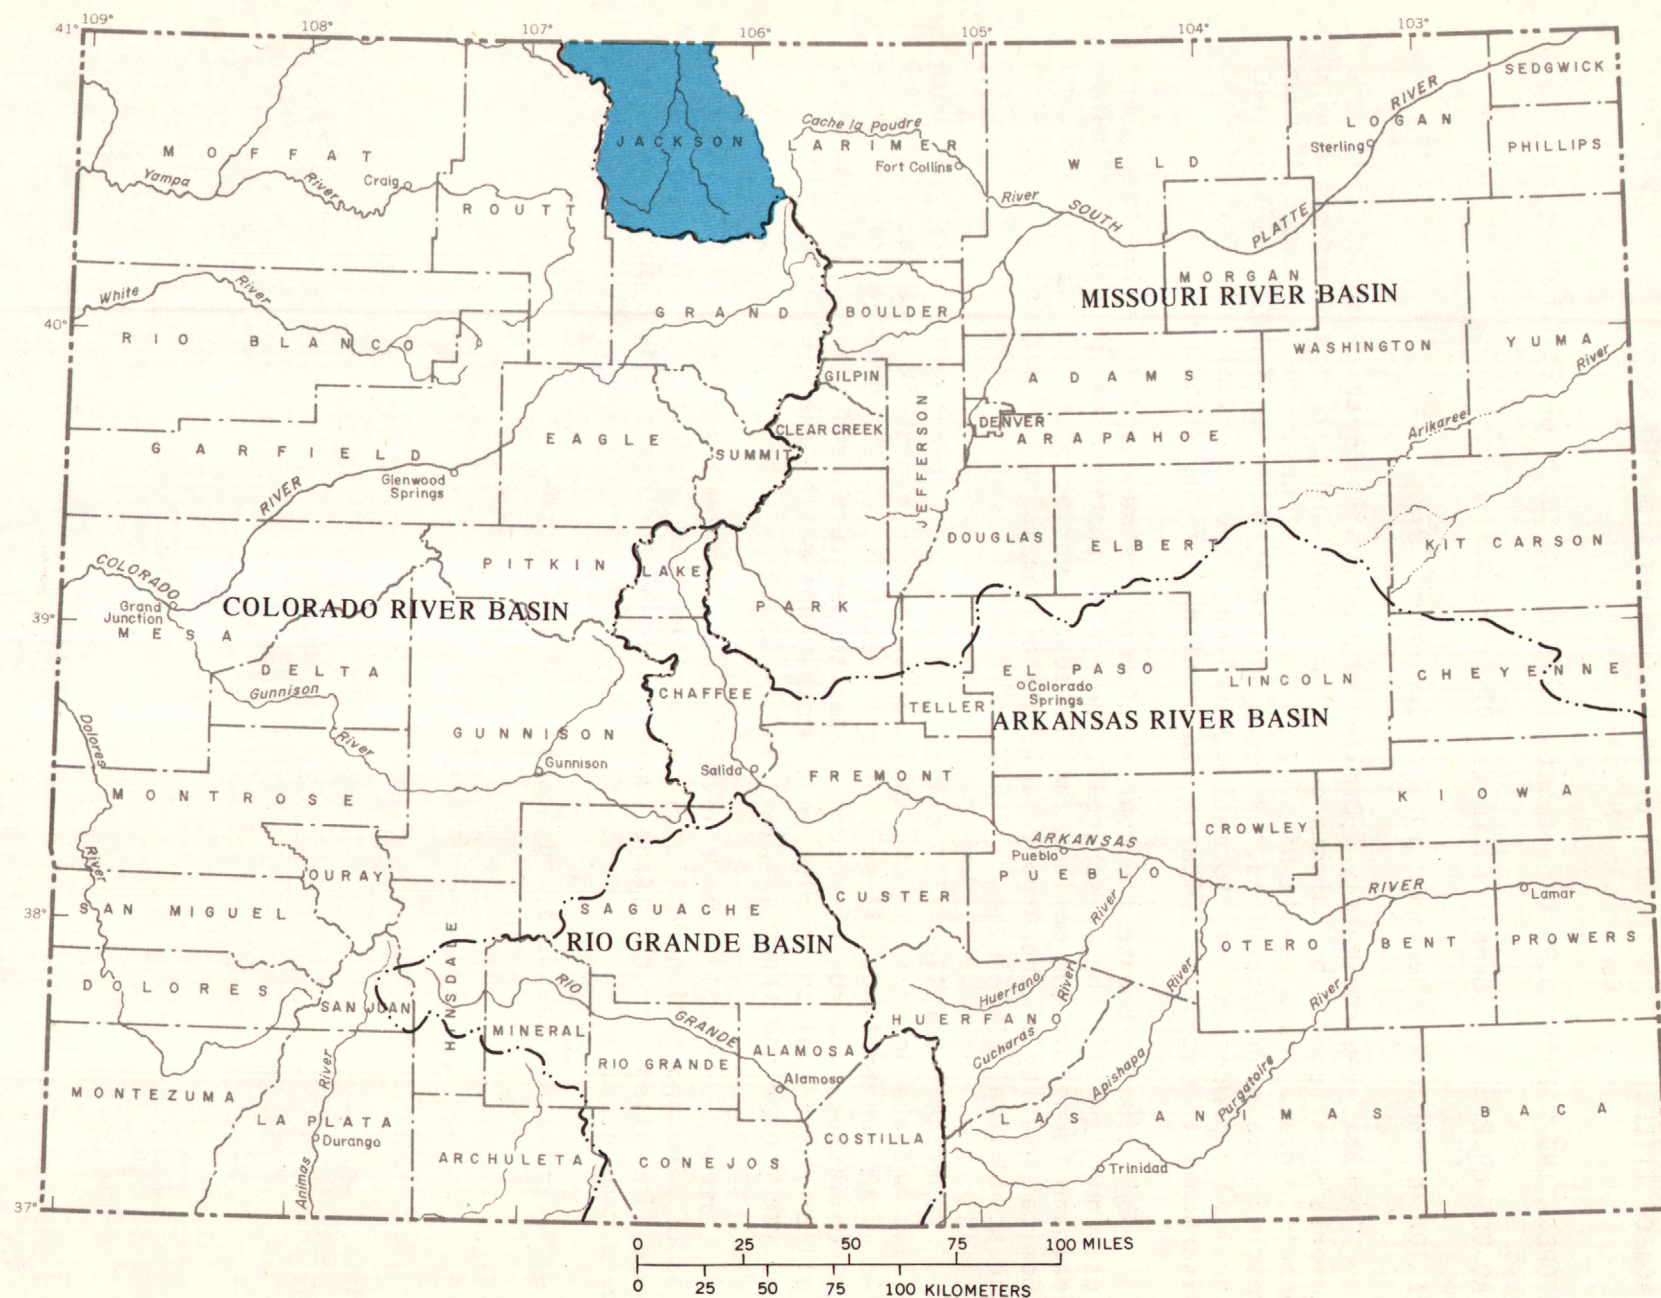 109°
108°
107°
106°
105°
104°
103°
41°
SEDGWICK
RIVER
LOGAN
Cache la Poudre
JACKSON
LARIMER
Sterling
PHILLIPS
MOFFAT
WELD
Fort Collins
Yampa
River
Craig
ROUTT
River
SOUTH
PLATTE
MORGAN
White
River
MISSOURI RIVER BASIN
GRAND
BOULDER
40°
RIO BLANCO
WASHINGTON
YUMA
River
GILPIN
ADAMS
DENVER
Arikaree
CLEAR CREEK
ARAPAHOE
EAGLE
GARFIELD
SUMMIT
JEFFERSON
Glenwood
Springs
RIVER
DOUGLAS
ELBERT
KIT CARSON
PITKIN
LAKE
COLORADO
Grand
Junction
COLORADO RIVER BASIN
PARK
39°
MESA
DELTA
EL PASO
CHEYENNE
LINCOLN
Gunnison
CHAFFEE
Colorado
Springs
TELLER
ARKANSAS RIVER BASIN
Dolores
River
GUNNISON
Gunnison
Salida
FREMONT
MONTROSE
KIOWA
CROWLEY
ARKANSAS
Pueblo
PUEBLO
River
OURAY
RIVER
Lamar
CUSTER
38°
SAN MIGUEL
SAGUACHE
River
RIO GRANDE BASIN
OTERO
BENT
PROWERS
HINSDALE
DOLORES
RIO
Huerfano
River
River
River
SAN JUAN
MINERAL
GRANDE
HUERFANO
Cucharas
ALAMOSA
RIO GRANDE
Alamosa
Apishapa
Purgatoire
MONTEZUMA
River
LA PLATA
LAS ANIMAS
BACA
Durango
COSTILLA
ARCHULETA
CONEJOS
Trinidad
Animas
37°
0 25 50 75 100 MILES
0 25 50 75 100 KILOMETERS